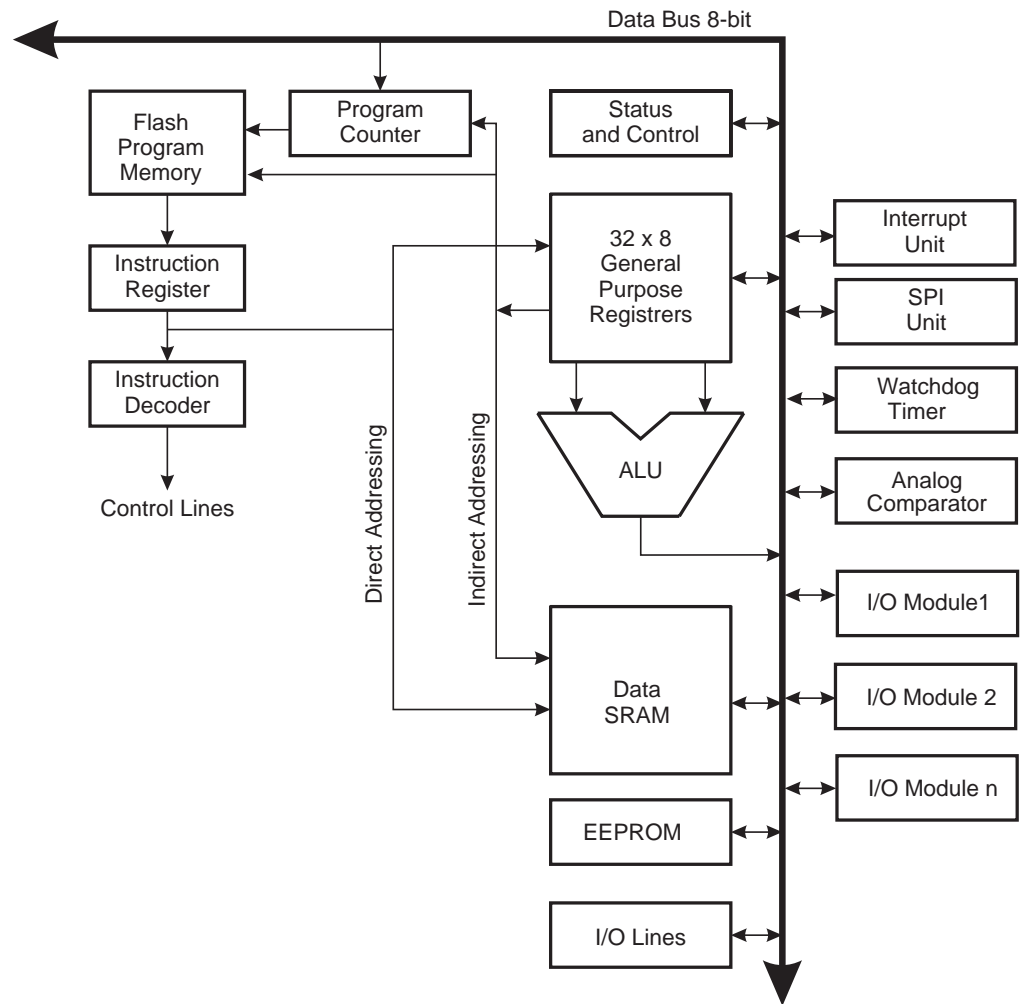 Data Bus 8-bit
Flash
Program
Memory
Program
Counter
Status
and Control
Interrupt
Unit
32 x 8
General
Purpose
Registrers
Instruction
Register
SPI
Unit
Instruction
Decoder
Watchdog
Timer
Direct Addressing
Indirect Addressing
ALU
Analog
Comparator
Control Lines
I/O Module1
Data
SRAM
I/O Module 2
I/O Module n
EEPROM
I/O Lines